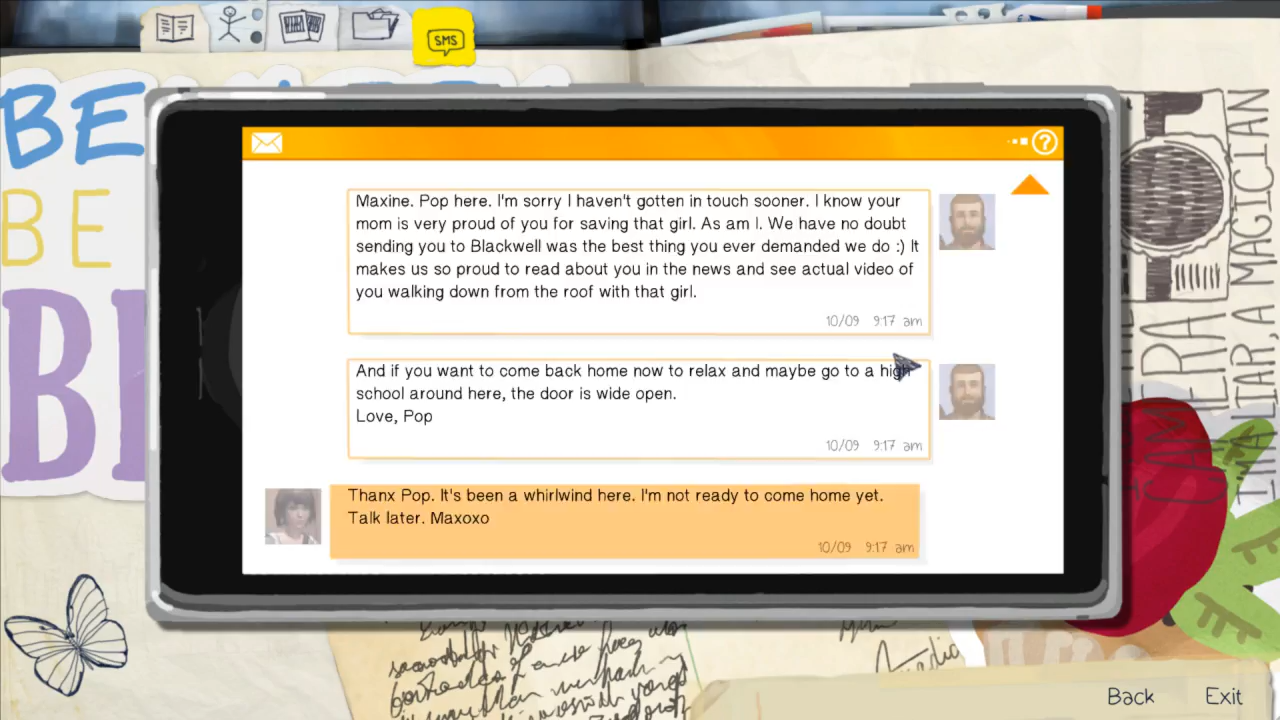 SMS
BE
BE
Maxine. Pop here. I'm sorry I haven't gotten in touch sooner. I know your
mom is very proud of you for saving that girl. As am I. We have no doubt
sending you to Blackwell was the best thing you ever demanded we do :) It
makes us so proud to read about you in the news and see actual video of
you walking down from the roof with that girl.
10/09 9:17 am
And if you want to come back home now to relax and maybe go to a high
school around here, the door is wide open.
Love, Pop
10/09 9:17 am
Thanx Pop. It's been a whirlwind here. I'm not ready to come home yet.
Talk later. Maxoxo
10/09 9:17 am
CAMERA
LIAR, A MAGICIAN
Back Exit